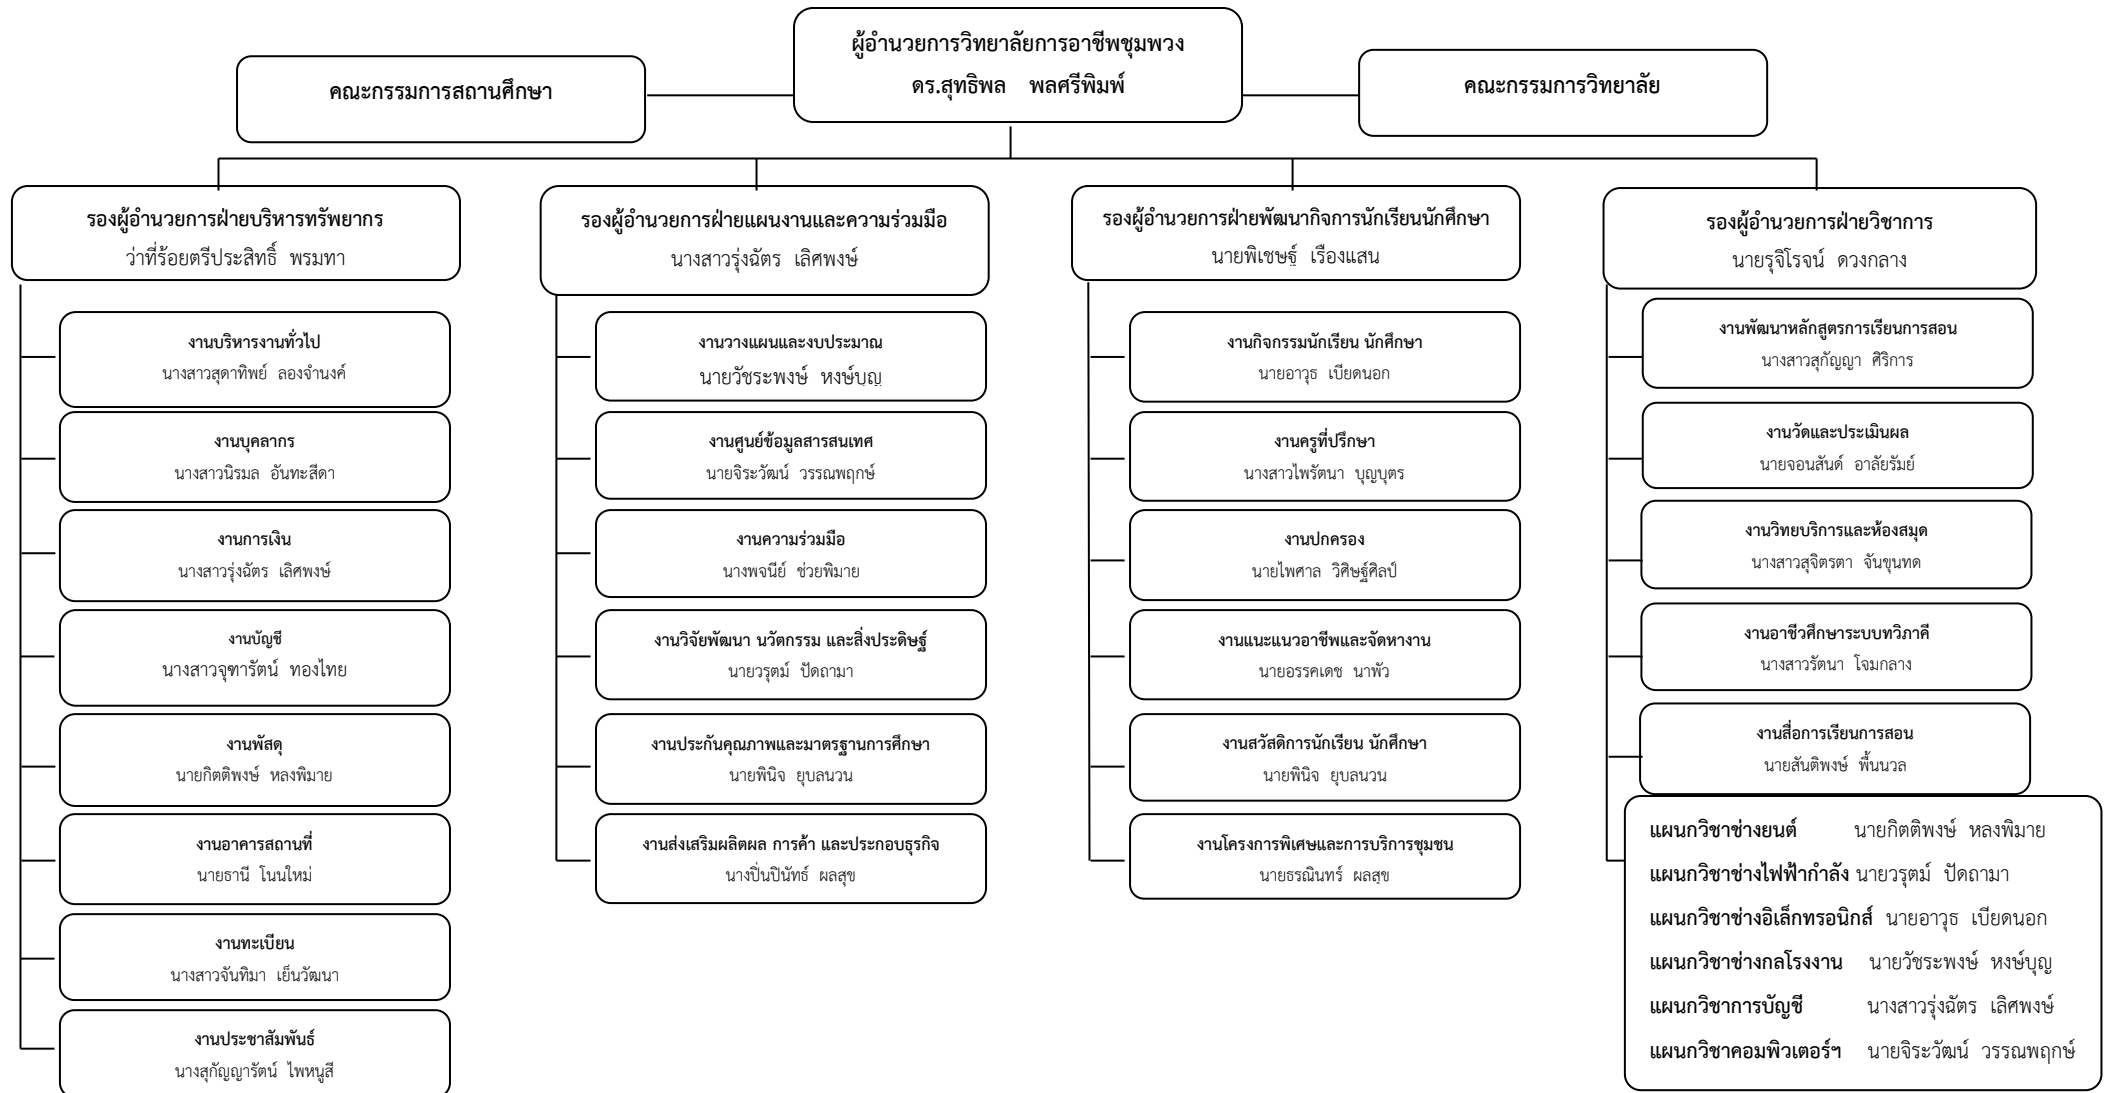 ผู้อำนวยการวิทยาลัยการอาชีพชุมพวง
ดร.สุทธิพล พลศรีพิมพ์
คณะกรรมการสถานศึกษา
คณะกรรมการวิทยาลัย
รองผู้อำนวยการฝ่ายบริหารทรัพยากร
ว่าที่ร้อยตรีประสิทธิ์ พรมทา
งานบริหารงานทั่วไป
นางสาวสุดาทิพย์ ลองจำนงค์
งานบุคลากร
นางสาวนิรมล อันทะสีดา
งานการเงิน
นางสาวรุ่งฉัตร เลิศพงษ์
งานบัญชี
นางสาวจุฑารัตน์ ทองไทย
งานพัสดุ
นายกิตติพงษ์ หลงพิมาย
งานอาคารสถานที่
นายธานี โนนใหม่
งานทะเบียน
นางสาวจันทิมา เย็นวัฒนา
งานประชาสัมพันธ์
นางสุกัญญารัตน์ ไพหนูสี
รองผู้อำนวยการฝ่ายแผนงานและความร่วมมือ
นางสาวรุ่งฉัตร เลิศพงษ์
งานวางแผนและงบประมาณ
นายวัชระพงษ์ หงษ์บุญ
งานศูนย์ข้อมูลสารสนเทศ
นายจิระวัฒน์ วรรณพฤกษ์
งานความร่วมมือ
นางพจนีย์ ช่วยพิมาย
งานวิจัยพัฒนา นวัตกรรม และสิ่งประดิษฐ์
นายวรุตม์ ปัดถามา
งานประกันคุณภาพและมาตรฐานการศึกษา
นายพินิจ ยุบลนวน
งานส่งเสริมผลิตผล การค้า และประกอบธุรกิจ
นางปิ่นปินัทธ์ ผลสุข
รองผู้อำนวยการฝ่ายพัฒนากิจการนักเรียนนักศึกษา
นายพิเชษฐ์ เรืองแสน
งานกิจกรรมนักเรียน นักศึกษา
นายอาวุธ เบียดนอก
งานครูที่ปรึกษา
นางสาวไพรัตนา บุญบุตร
งานปกครอง
นายไพศาล วิศิษฐ์ศิลป์
งานแนะแนวอาชีพและจัดหางาน
นายอรรคเดช นาพัว
งานสวัสดิการนักเรียน นักศึกษา
นายพินิจ ยุบลนวน
งานโครงการพิเศษและการบริการชุมชน
นายธรณินทร์ ผลสุข
รองผู้อำนวยการฝ่ายวิชาการ
นายรุจิโรจน์ ดวงกลาง
งานพัฒนาหลักสูตรการเรียนการสอน
นางสาวสุกัญญา ศิริการ
งานวัดและประเมินผล
นายจอนสันด์ อาลัยรัมย์
งานวิทยบริการและห้องสมุด
นางสาวสุจิตรตา จันขุนทด
งานอาชีวศึกษาระบบทวิภาคี
นางสาวรัตนา โจมกลาง
งานสื่อการเรียนการสอน
นายสันติพงษ์ พื้นนวล
แผนกวิชาช่างยนต์ นายกิตติพงษ์ หลงพิมาย
แผนกวิชาช่างไฟฟ้ากำลัง นายวรุตม์ ปัดถามา
แผนกวิชาช่างอิเล็กทรอนิกส์ นายอาวุธ เบียดนอก
แผนกวิชาช่างกลโรงงาน นายวัชระพงษ์ หงษ์บุญ
แผนกวิชาการบัญชี นางสาวรุ่งฉัตร เลิศพงษ์
แผนกวิชาคอมพิวเตอร์ฯ นายจิระวัฒน์ วรรณพฤกษ์